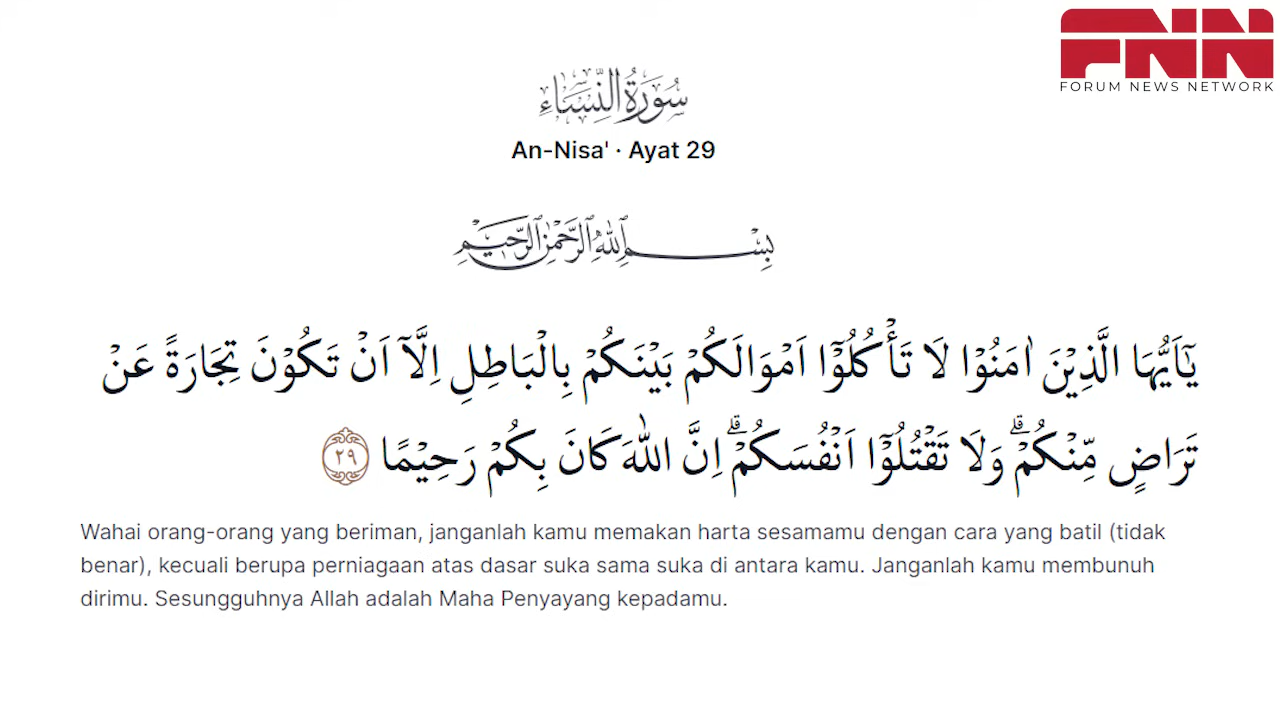 FNN
FORUM NEWS NETWORK
سُوْرَةُ النِّسَاءِ
An-Nisa' · Ayat 29
بِسْمِ اللّٰهِ الرَّحْمٰنِ الرَّحِيْمِ
يٰٓاَيُّهَا الَّذِيْنَ اٰمَنُوْا لَا تَأْكُلُوْٓا اَمْوَالَكُمْ بَيْنَكُمْ بِالْبَاطِلِ اِلَّآ اَنْ تَكُوْنَ تِجَارَةً عَنْ
تَرَاضٍ مِّنْكُمْ ۗ وَلَا تَقْتُلُوْٓا اَنْفُسَكُمْ ۗ اِنَّ اللّٰهَ كَانَ بِكُمْ رَحِيْمًا ٢٩
Wahai orang-orang yang beriman, janganlah kamu memakan harta sesamamu dengan cara yang batil (tidak
benar), kecuali berupa perniagaan atas dasar suka sama suka di antara kamu. Janganlah kamu membunuh
dirimu. Sesungguhnya Allah adalah Maha Penyayang kepadamu.